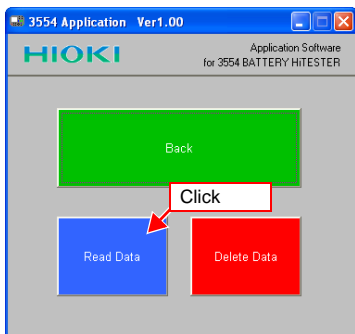 3554 Application Ver1.00
HIOKI
Application Software
for 3554 BATTERY HiTESTER
Back
Click
Read Data
Delete Data